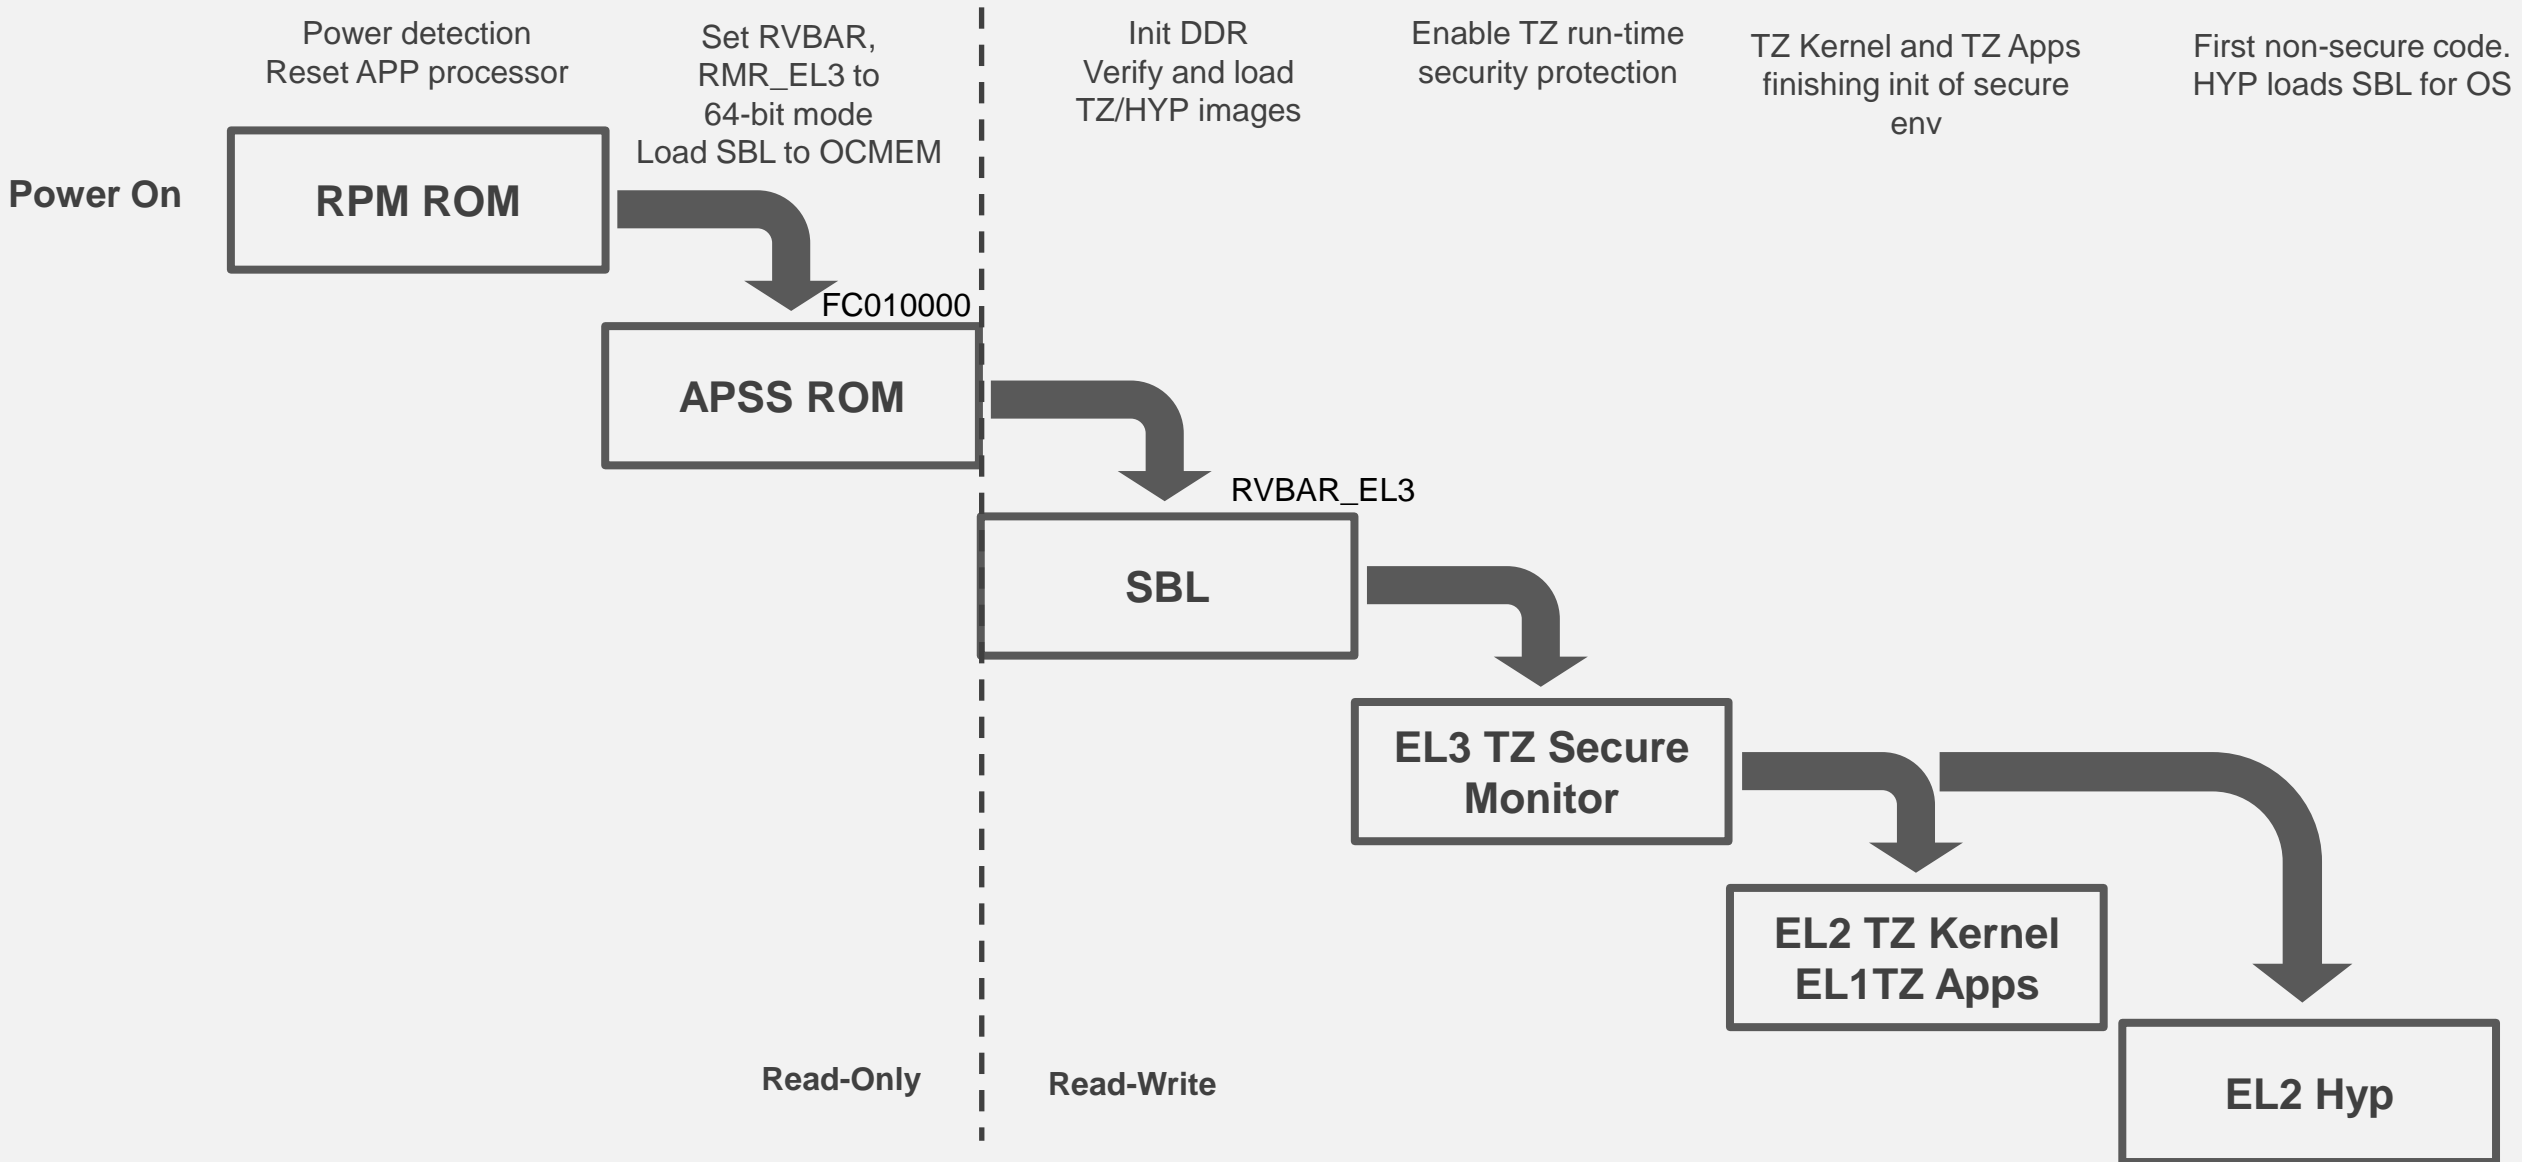 Power detection
Reset APP processor
Set RVBAR,
RMR_EL3 to
64-bit mode
Load SBL to OCMEM
Init DDR
Verify and load
TZ/HYP images
Enable TZ run-time
security protection
TZ Kernel and TZ Apps
finishing init of secure
env
First non-secure code.
HYP loads SBL for OS
Power On
RPM ROM
FC010000
APSS ROM
RVBAR_EL3
SBL
EL3 TZ Secure
Monitor
EL2 TZ Kernel
EL1TZ Apps
EL2 Hyp
Read-Only
Read-Write